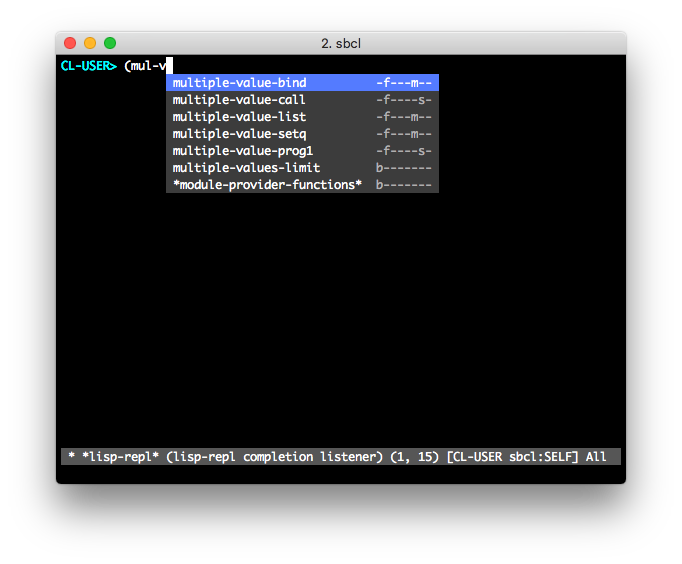 2. sbcl
CL-USER> (mul-v
multiple-value-bind -f---m--
multiple-value-call -f----s-
multiple-value-list -f---m--
multiple-value-setq -f---m--
multiple-value-prog1 -f----s-
multiple-values-limit b-------
*module-provider-functions* b-------
* *lisp-repl* (lisp-repl completion listener) (1, 15) [CL-USER sbcl:SELF] All